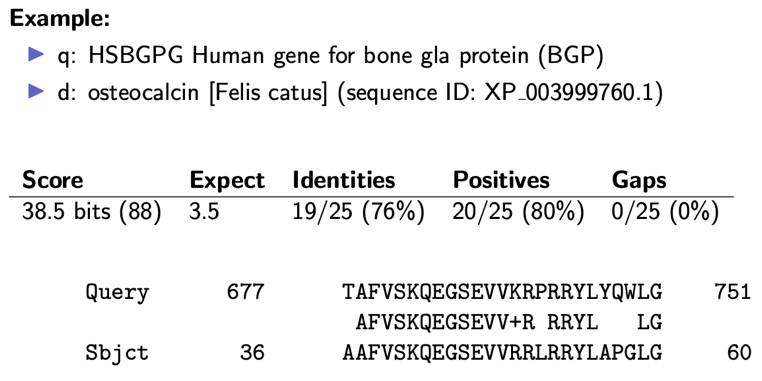 Example:
▶ q: HSBGPG Human gene for bone gla protein (BGP)
▶ d: osteocalcin [Felis catus] (sequence ID: XP_003999760.1)
Score Expect Identities Positives Gaps
38.5 bits (88) 3.5 19/25 (76%) 20/25 (80%) 0/25 (0%)
Query 677 TAFVSKQEGSEVVKRPRRYLYQWLG 751
AFVSKQEGSEVV+R RRYL   LG
Sbjct 36 AAFVSKQEGSEVVRRLRRYLAPGLG 60